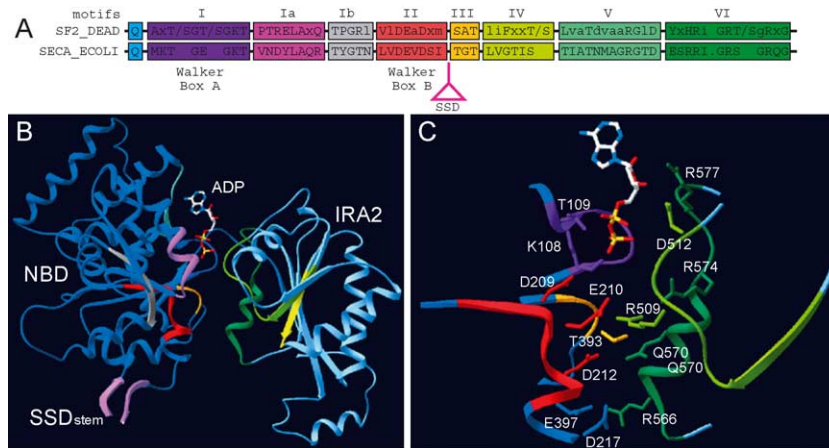 A
motifs I Ia Ib II III IV V VI
SF2_DEAD Q AxT/SGT/SGKT PTRELAxQ TPGRl VlDEaDxm SAT liFxxT/S LvaTdvaaRGlD YxHRi.GRT/SgRxG
SECA_ECOLI Q MKT GE GKT VNDYLAQR TYGTN LVDEVDSI TGT LVGTIS TIATNMAGRGTD ESRRI.GRS GRQG
Walker Walker
Box A Box B
SSD
B
ADP
IRA2
NBD
SSDstem
C
R577
T109
K108
D512
D209
R574
E210
R509
T393
Q570
Q570
D212
R566
E397
D217